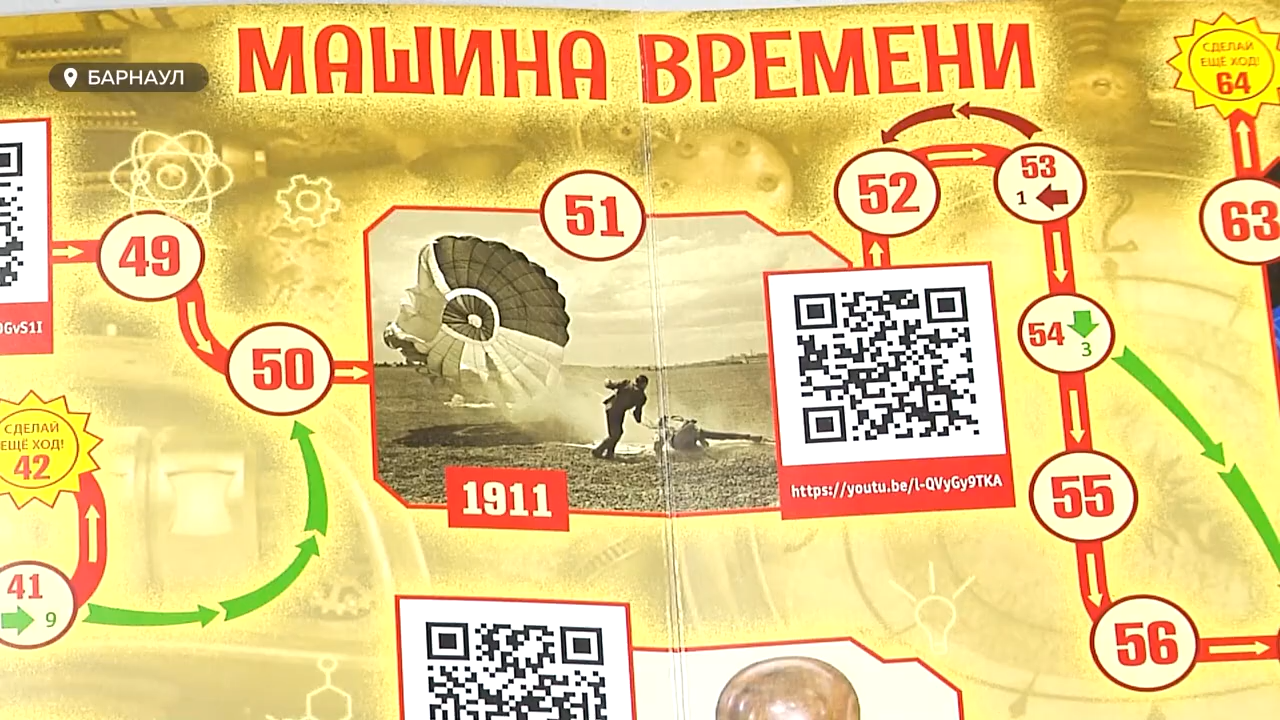 МАШИНА ВРЕМЕНИ
БАРНАУЛ
СДЕЛАЙ
ЕЩЁ ХОД!
64
53
1
52
51
63
49
GvS1I
54
3
50
https://youtu.be/l-QVyGy9TKA
СДЕЛАЙ
ЕЩЁ ХОД!
42
1911
55
41
9
56